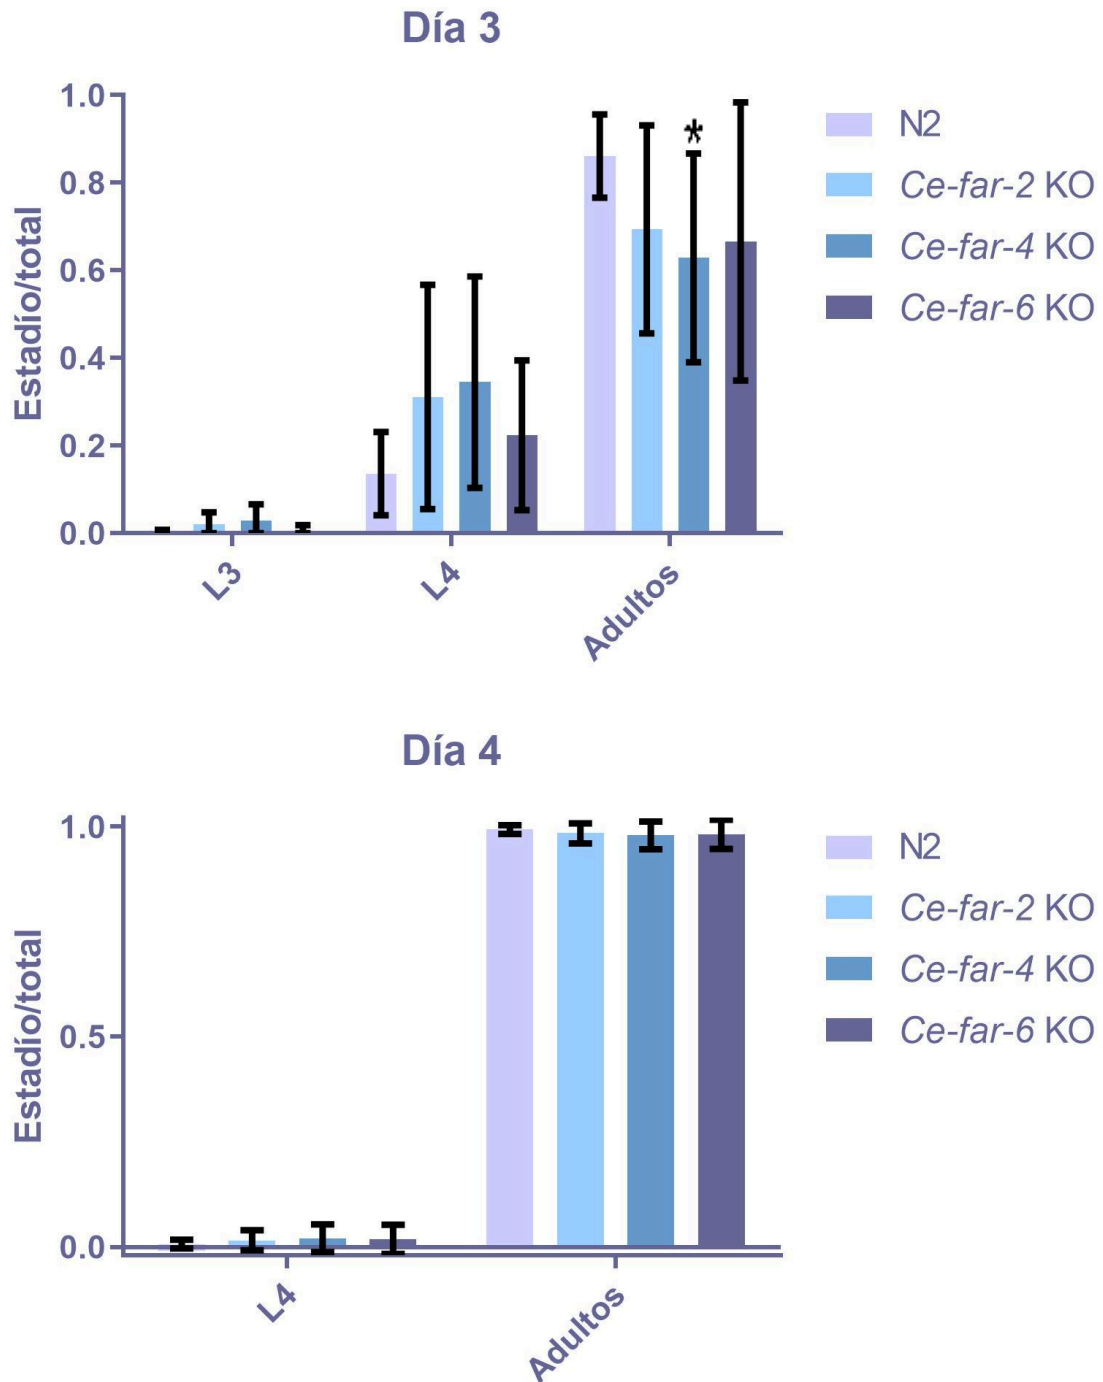 Día 3
Estadío/total
1.0
0.8
0.6
0.4
0.2
0.0
*
L3
L4
Adultos
N2
Ce-far-2 KO
Ce-far-4 KO
Ce-far-6 KO
Día 4
Estadío/total
1.0
0.5
0.0
L4
Adultos
N2
Ce-far-2 KO
Ce-far-4 KO
Ce-far-6 KO